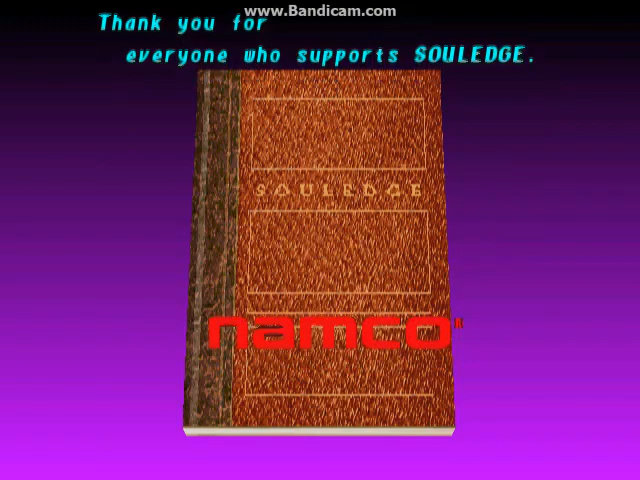 www.Bandicam.com
Thank you for
everyone who supports SOULEDGE.
SOULEDGE
namco